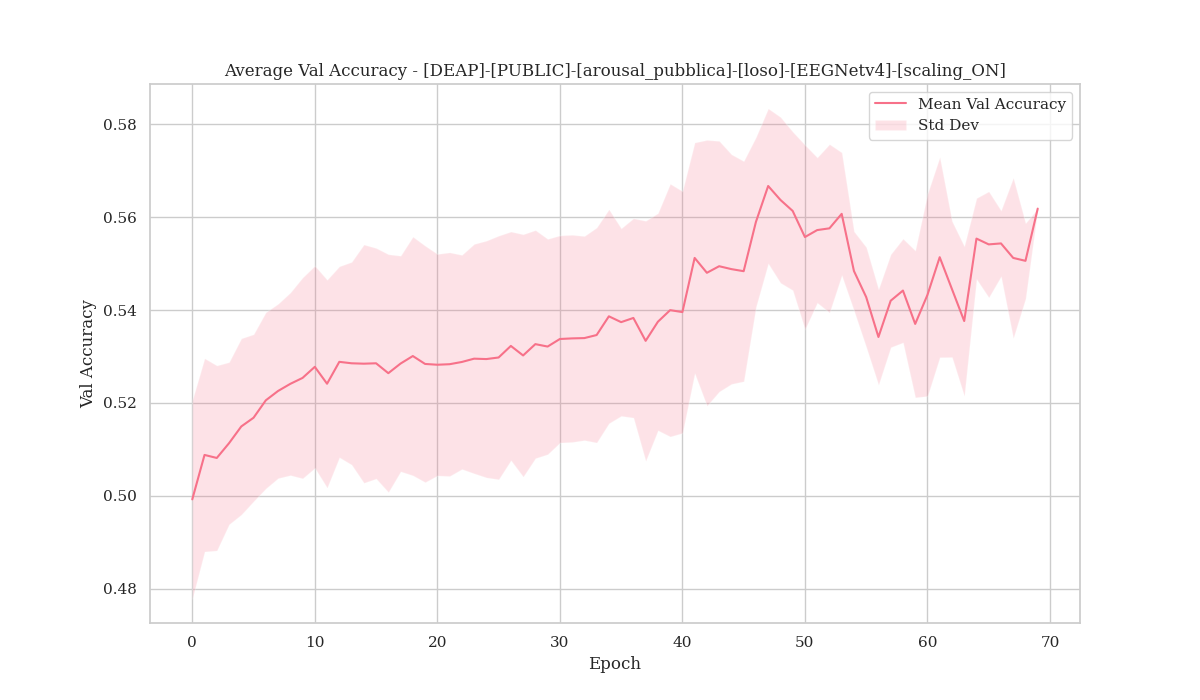 Average Val Accuracy - [DEAP]-[PUBLIC]-[arousal_pubblica]-[loso]-[EEGNetv4]-[scaling_ON]
Mean Val Accuracy
Std Dev
0.58
0.56
0.54
0.52
0.50
0.48
Val Accuracy
0 10 20 30 40 50 60 70
Epoch